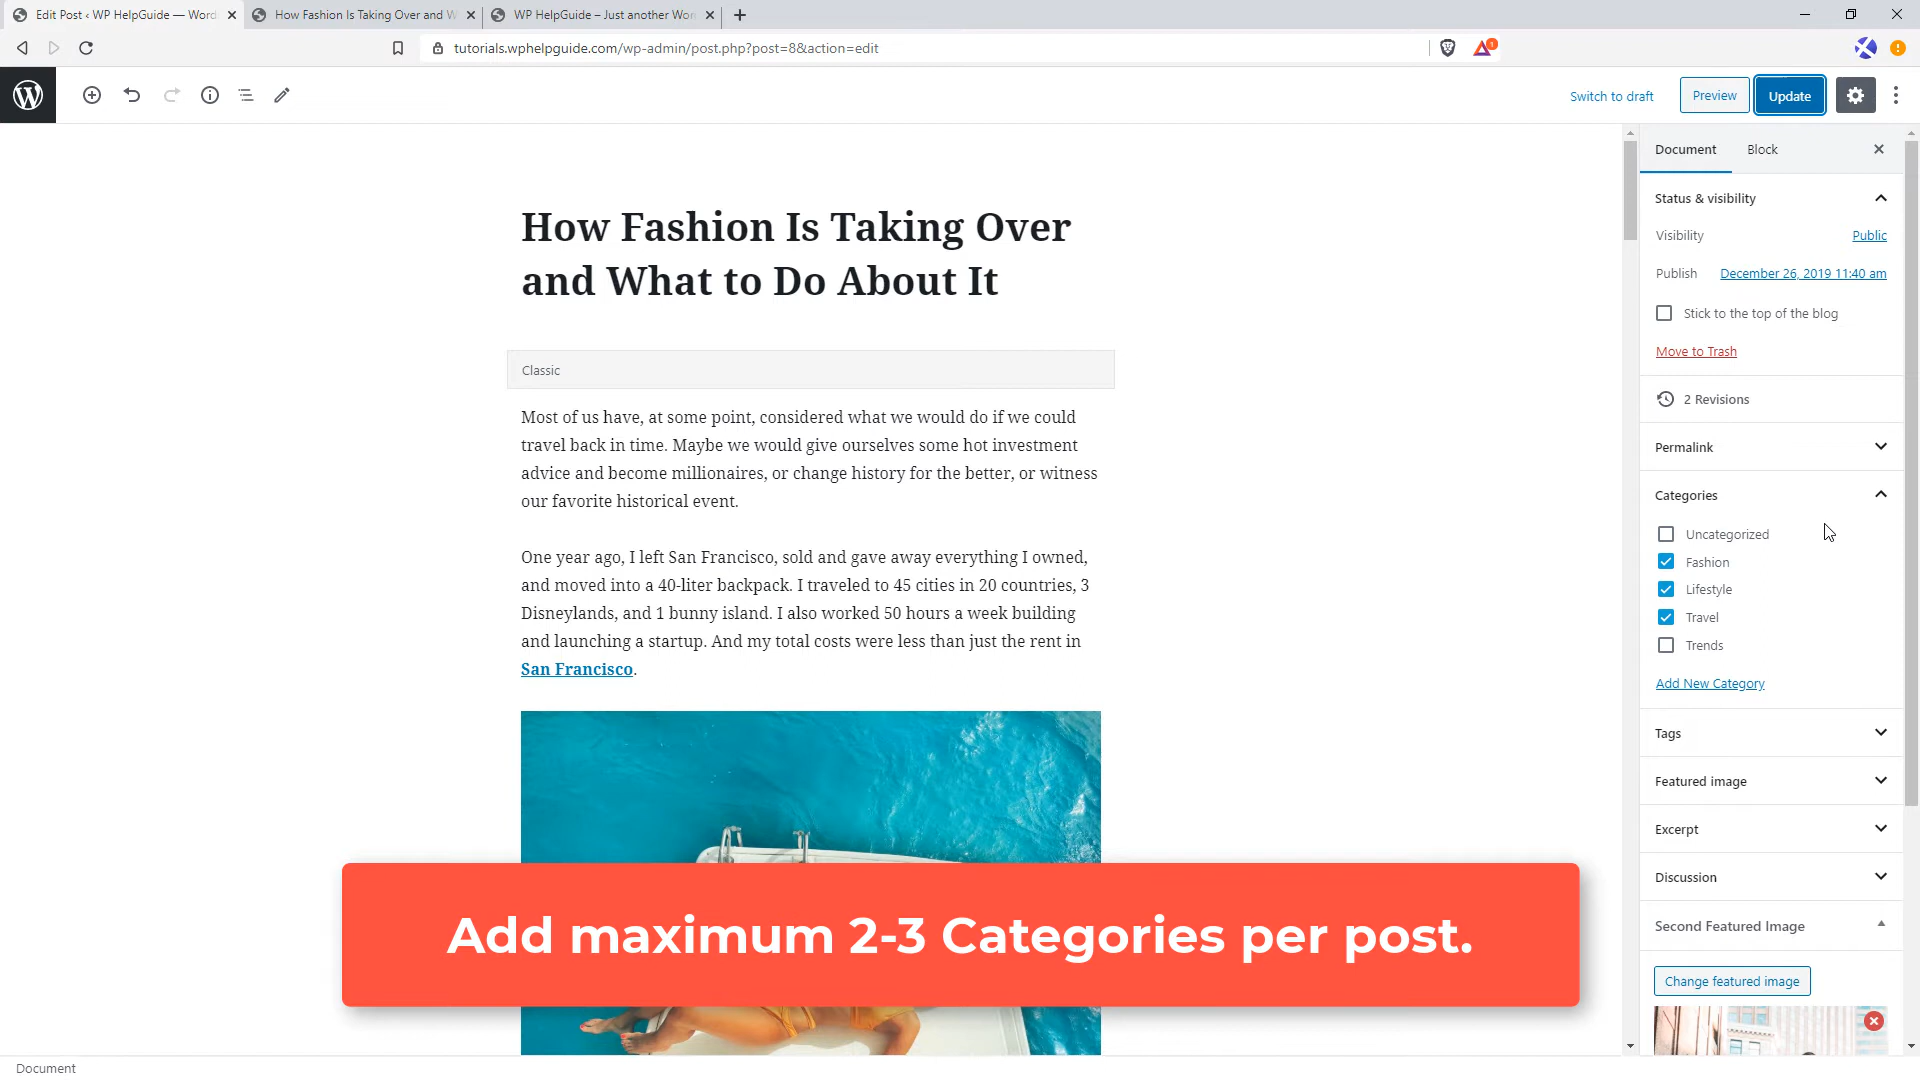 Edit Post ‹ WP HelpGuide — Word
How Fashion Is Taking Over and W
WP HelpGuide – Just another Wor
tutorials.wphelpguide.com/wp-admin/post.php?post=8&action=edit
1
Switch to draft
Preview
Update
Document
Block
Status & visibility
Visibility
Public
Publish
December 26, 2019 11:40 am
Stick to the top of the blog
Move to Trash
2 Revisions
Permalink
Categories
Uncategorized
Fashion
Lifestyle
Travel
Trends
Add New Category
Tags
Featured image
Excerpt
Discussion
Second Featured Image
Change featured image
How Fashion Is Taking Over
and What to Do About It
Classic
Most of us have, at some point, considered what we would do if we could
travel back in time. Maybe we would give ourselves some hot investment
advice and become millionaires, or change history for the better, or witness
our favorite historical event.
One year ago, I left San Francisco, sold and gave away everything I owned,
and moved into a 40-liter backpack. I traveled to 45 cities in 20 countries, 3
Disneylands, and 1 bunny island. I also worked 50 hours a week building
and launching a startup. And my total costs were less than just the rent in
San Francisco.
Add maximum 2-3 Categories per post.
Document